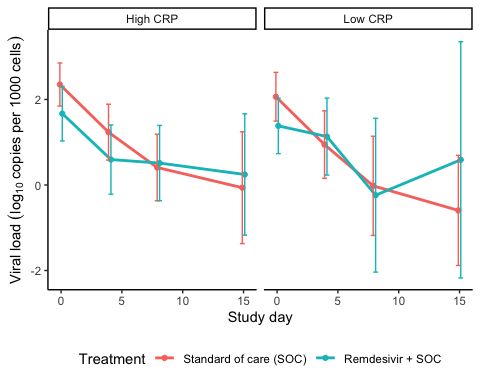 High CRP
Low CRP
Viral load (log₁₀ copies per 1000 cells)
2
0
-2
0 5 10 15
0 5 10 15
Study day
Treatment Standard of care (SOC) Remdesivir + SOC